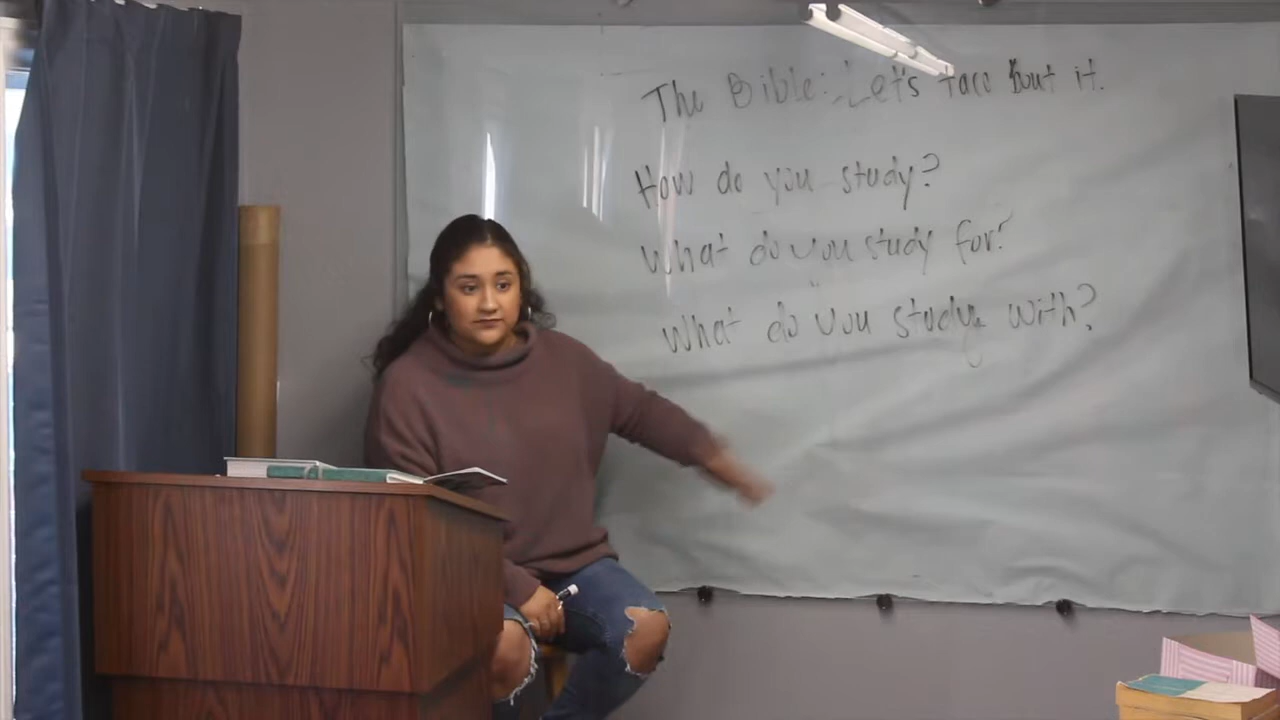 The Bible: Let's Tacc Bout it.
How do you study?
What do you study for?
What do you study with?